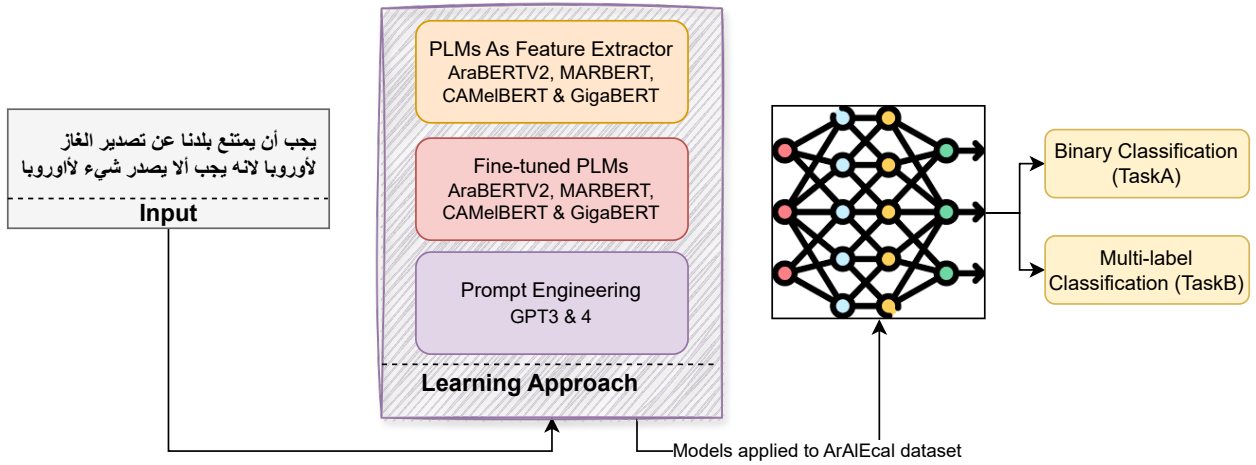 يجب أن يمتنع بلدنا عن تصدير الغاز
لأوروبا لانه يجب ألا يصدر شيء لأاوروبا
Input
PLMs As Feature Extractor
AraBERTV2, MARBERT,
CAMelBERT & GigaBERT
Fine-tuned PLMs
AraBERTV2, MARBERT,
CAMelBERT & GigaBERT
Prompt Engineering
GPT3 & 4
Learning Approach
Models applied to ArAIEcal dataset
Binary Classification
(TaskA)
Multi-label
Classification (TaskB)